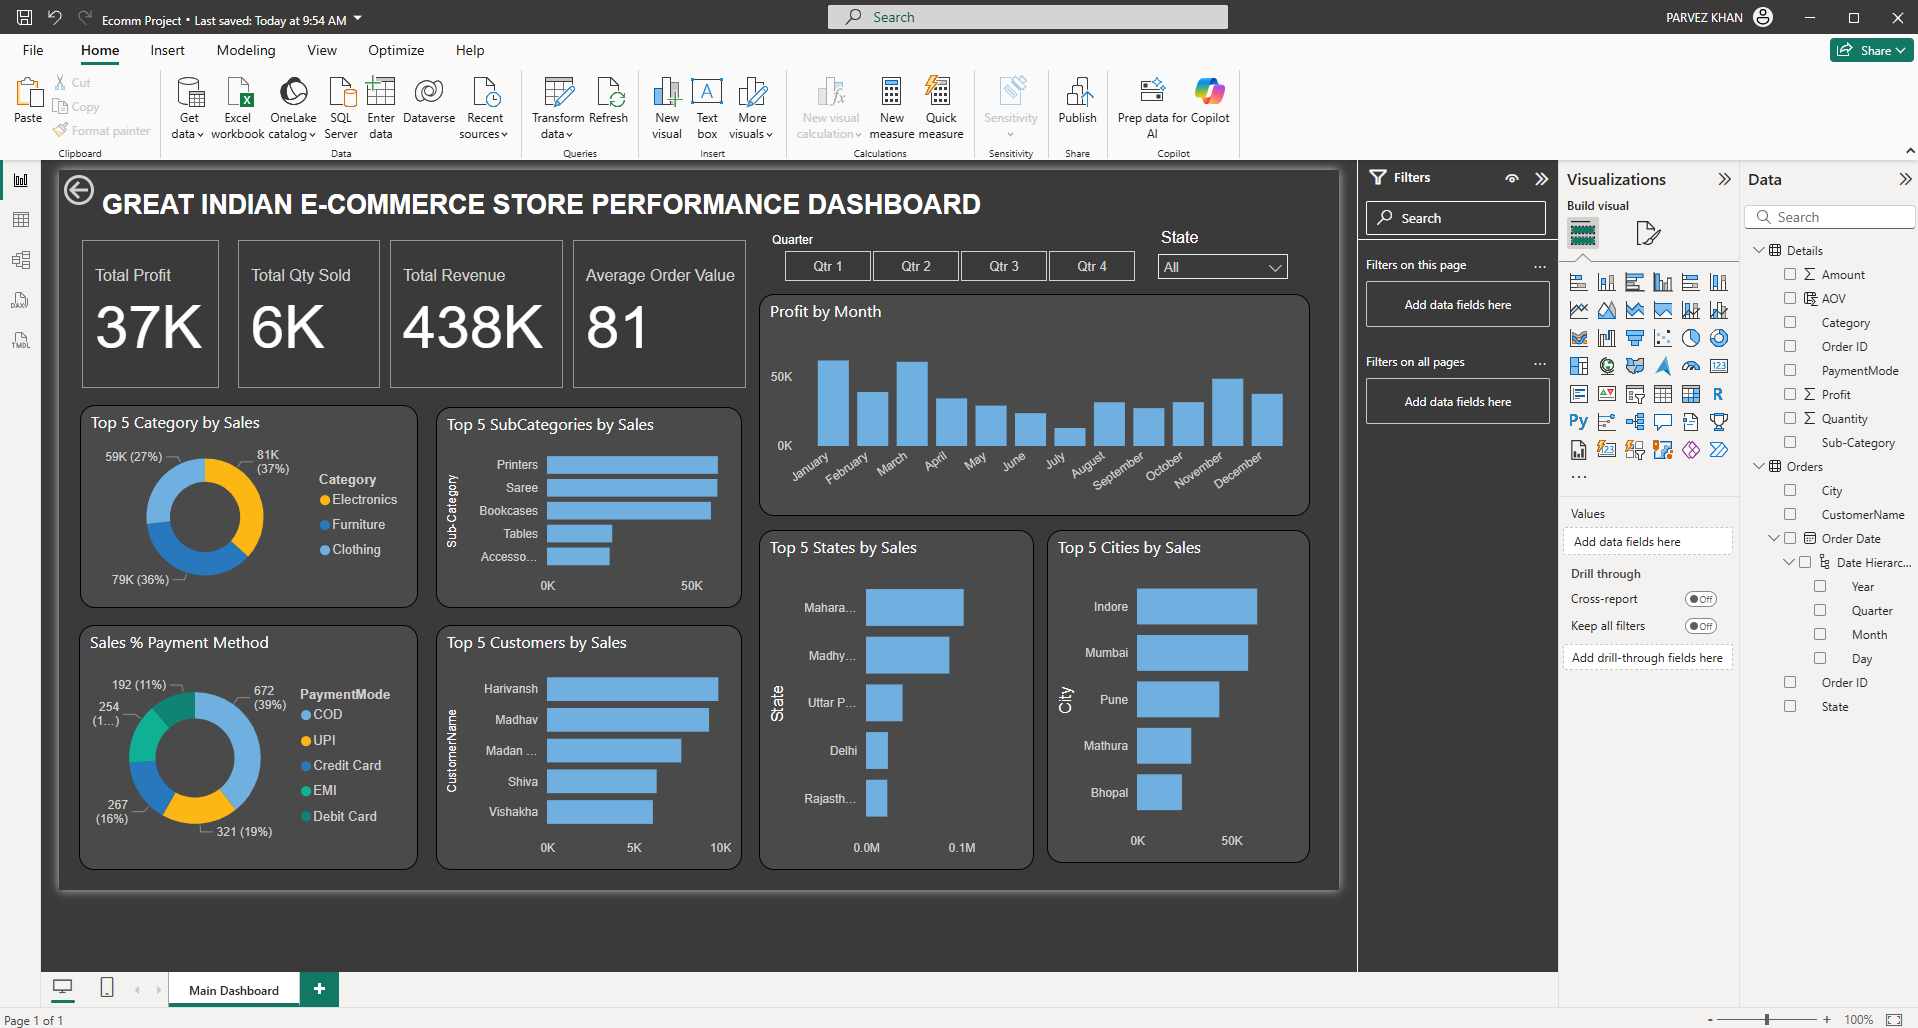 Ecomm Project • Last saved: Today at 9:54 AM
Search
PARVEZ KHAN
File
Home
Insert
Modeling
View
Optimize
Help
Share
Paste
Cut
Copy
Format painter
Clipboard
Get data
Excel workbook
OneLake catalog
SQL Server
Enter data
Dataverse
Recent sources
Data
Transform data
Refresh
Queries
New visual
Text box
More visuals
Insert
New visual calculation
New measure
Quick measure
Calculations
Sensitivity
Sensitivity
Publish
Share
Prep data for AI
Copilot
Copilot
DAX
TMDL
GREAT INDIAN E-COMMERCE STORE PERFORMANCE DASHBOARD
Total Profit
37K
Total Qty Sold
6K
Total Revenue
438K
Average Order Value
81
Quarter
Qtr 1
Qtr 2
Qtr 3
Qtr 4
State
All
Profit by Month
50K
0K
January
February
March
April
May
June
July
August
September
October
November
December
Top 5 Category by Sales
59K (27%)
81K
(37%)
79K (36%)
Category
Electronics
Furniture
Clothing
Top 5 SubCategories by Sales
Sub-Category
Printers
Saree
Bookcases
Tables
Accesso...
0K
50K
Sales % Payment Method
192 (11%)
254
(1...)
267
(16%)
321 (19%)
672
(39%)
PaymentMode
COD
UPI
Credit Card
EMI
Debit Card
Top 5 Customers by Sales
CustomerName
Harivansh
Madhav
Madan ...
Shiva
Vishakha
0K
5K
10K
Top 5 States by Sales
State
Mahara...
Madhy...
Uttar P...
Delhi
Rajasth...
0.0M
0.1M
Top 5 Cities by Sales
City
Indore
Mumbai
Pune
Mathura
Bhopal
0K
50K
Filters
Search
Filters on this page
...
Add data fields here
Filters on all pages
...
Add data fields here
Visualizations
Build visual
123
R
Py
...
Values
Add data fields here
Drill through
Cross-report
Off
Keep all filters
Off
Add drill-through fields here
Data
Search
Details
Amount
AOV
Category
Order ID
PaymentMode
Profit
Quantity
Sub-Category
Orders
City
CustomerName
Order Date
Date Hierarc...
Year
Quarter
Month
Day
Order ID
State
Main Dashboard
Page 1 of 1
- + 100%